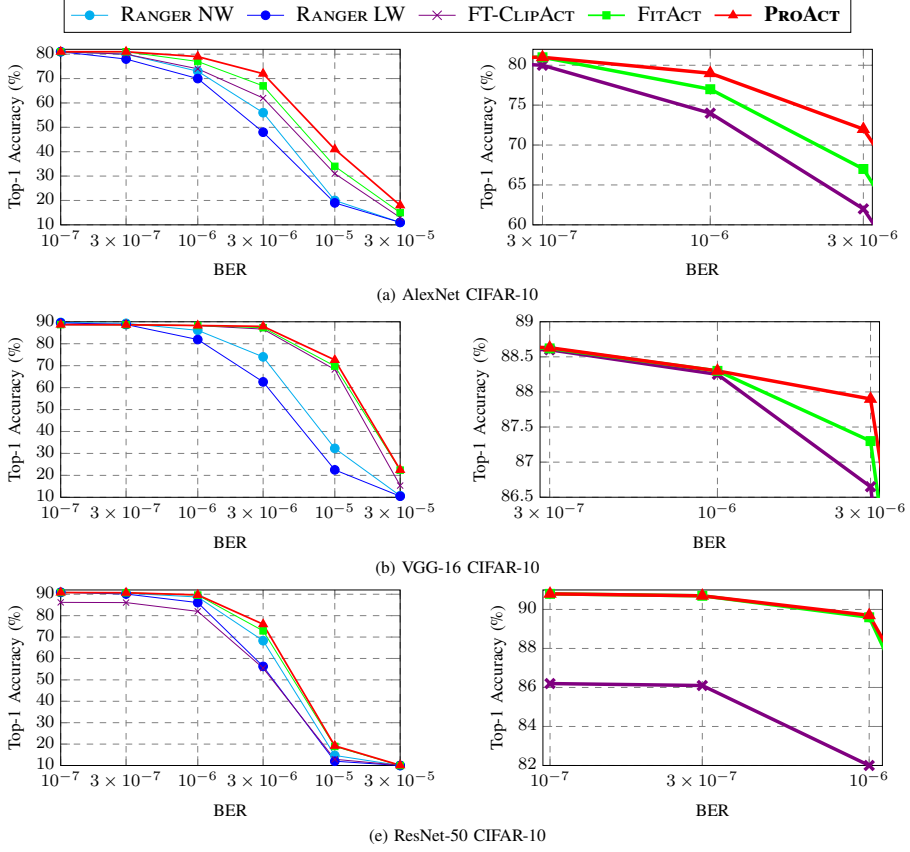 RANGER NW RANGER LW FT-CLIPACT FITACT PROACT
80
70
60
50
40
30
20
10
10⁻⁷ 3 × 10⁻⁷ 10⁻⁶ 3 × 10⁻⁶ 10⁻⁵ 3 × 10⁻⁵
Top-1 Accuracy (%)
BER
80
75
70
65
60
3 × 10⁻⁷ 10⁻⁶ 3 × 10⁻⁶
Top-1 Accuracy (%)
BER
(a) AlexNet CIFAR-10
90
80
70
60
50
40
30
20
10
10⁻⁷ 3 × 10⁻⁷ 10⁻⁶ 3 × 10⁻⁶ 10⁻⁵ 3 × 10⁻⁵
Top-1 Accuracy (%)
BER
89
88.5
88
87.5
87
86.5
3 × 10⁻⁷ 10⁻⁶ 3 × 10⁻⁶
Top-1 Accuracy (%)
BER
(b) VGG-16 CIFAR-10
90
80
70
60
50
40
30
20
10
10⁻⁷ 3 × 10⁻⁷ 10⁻⁶ 3 × 10⁻⁶ 10⁻⁵ 3 × 10⁻⁵
Top-1 Accuracy (%)
BER
90
88
86
84
82
10⁻⁷ 3 × 10⁻⁷ 10⁻⁶
Top-1 Accuracy (%)
BER
(e) ResNet-50 CIFAR-10